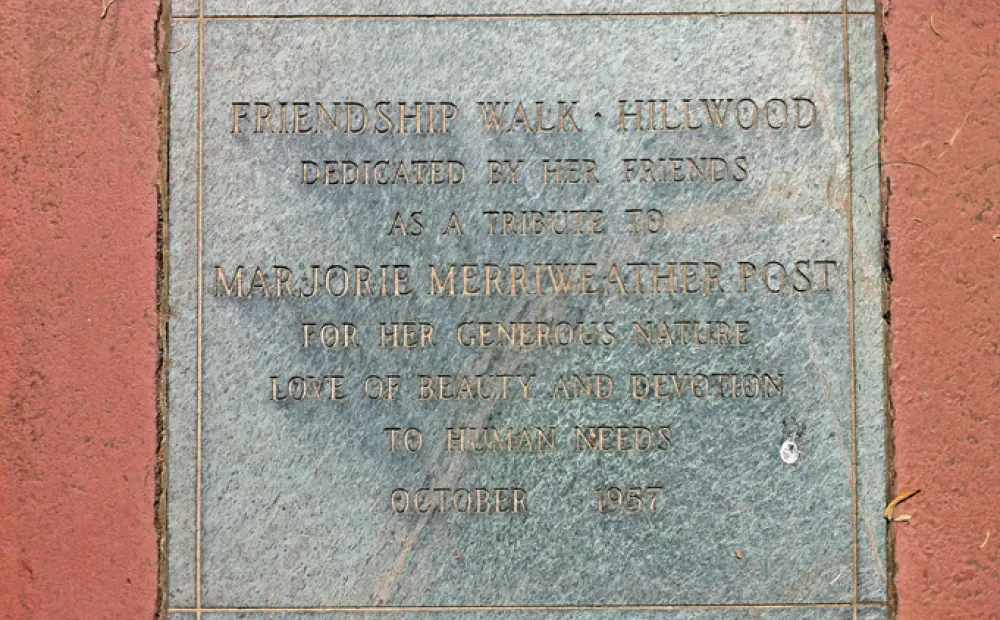 FRIENDSHIP WALK · HILLWOOD
DEDICATED BY HER FRIENDS
AS A TRIBUTE TO
MARJORIE MERRIWEATHER POST
FOR HER GENEROUS NATURE
LOVE OF BEAUTY AND DEVOTION
TO HUMAN NEEDS
OCTOBER 1957